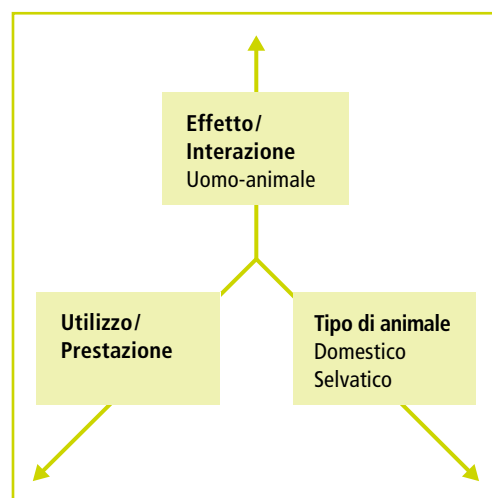 Effetto/
Interazione
Uomo-animale
Utilizzo/
Prestazione
Tipo di animale
Domestico
Selvatico